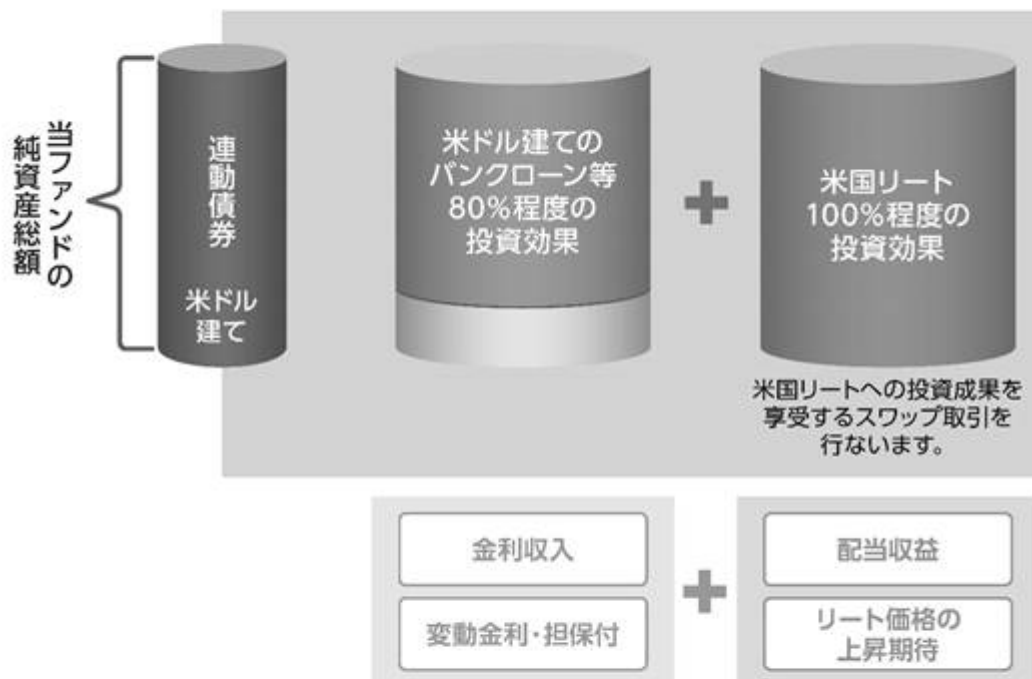 当ファンドの
純資産総額
連動債券
米ドル
建て
米ドル建ての
バンクローン等
80%程度の
投資効果
+
米国リート
100%程度の
投資効果
米国リートへの投資成果を
享受するスワップ取引を
行ないます。
金利収入
変動金利・担保付
+
配当収益
リート価格の
上昇期待